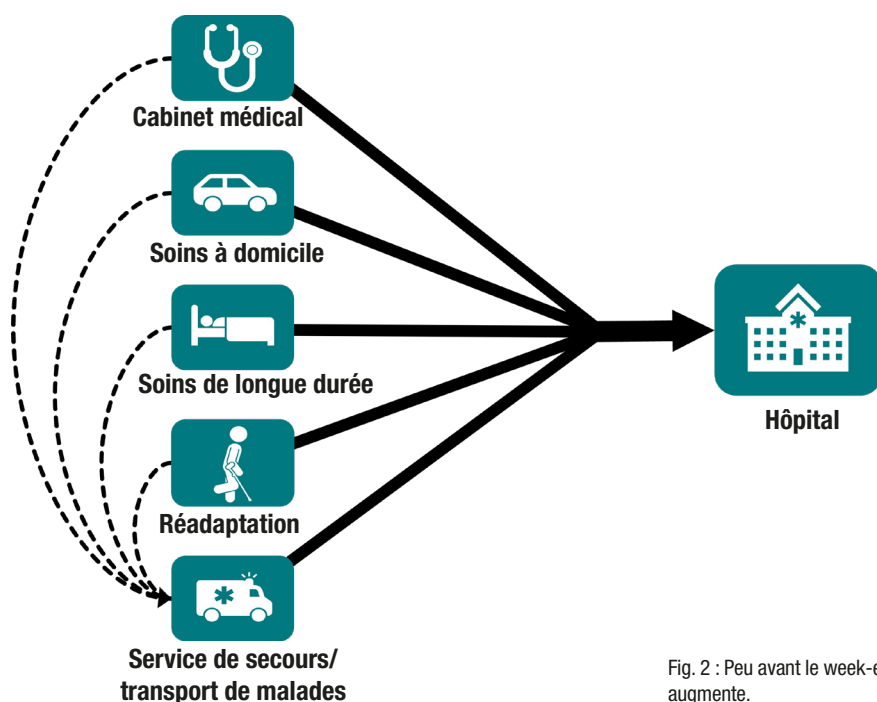 Cabinet médical
Soins à domicile
Soins de longue durée
Réadaptation
Service de secours/
transport de malades
Hôpital
Fig. 2 : Peu avant le week-e
augmente.